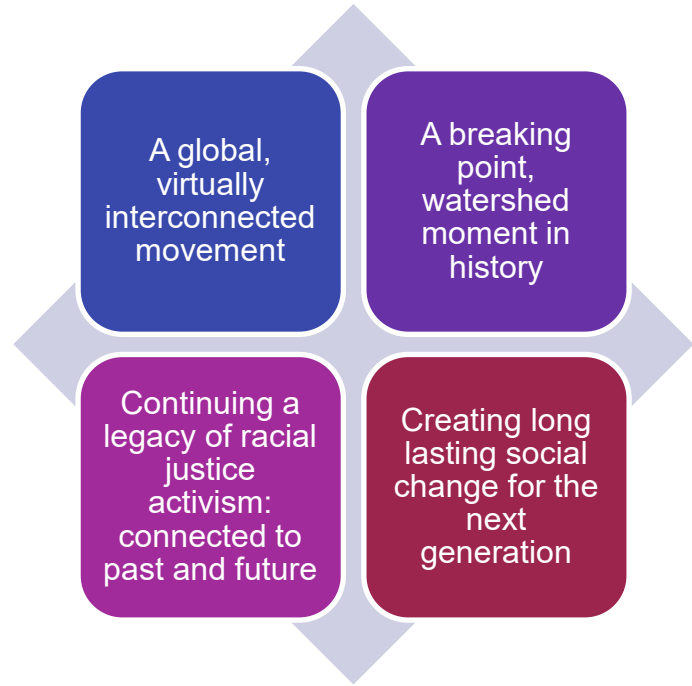 A global,
virtually
interconnected
movement
A breaking
point,
watershed
moment in
history
Continuing a
legacy of racial
justice
activism:
connected to
past and future
Creating long
lasting social
change for the
next
generation